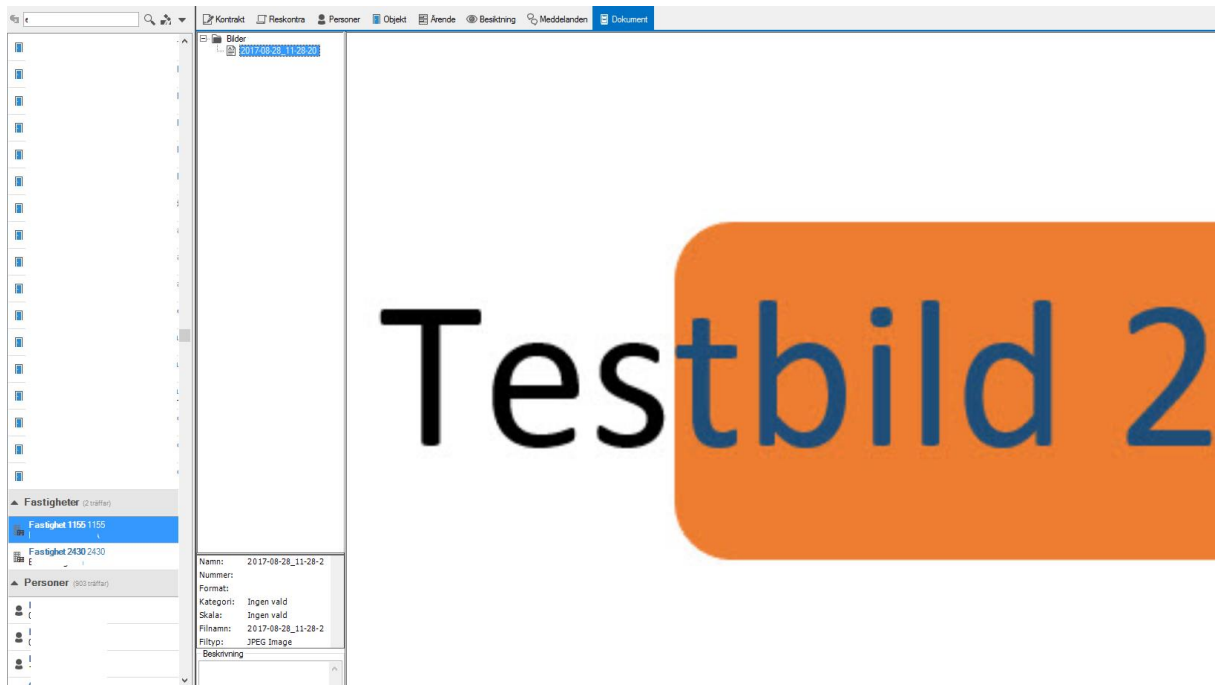 Kontrakt Reskontra Personer Objekt Ärende Besiktning Meddelanden Dokument
Bilder
2017-08-28_11-28-20
Testbild 2
Fastigheter (2 träffar)
Fastighet 1155 1155
Fastighet 2430 2430
Personer (903 träffar)
Namn: 2017-08-28_11-28-2
Nummer:
Format:
Kategori: Ingen vald
Skala: Ingen vald
Filnamn: 2017-08-28_11-28-2
Filtyp: JPEG Image
Beskrivning